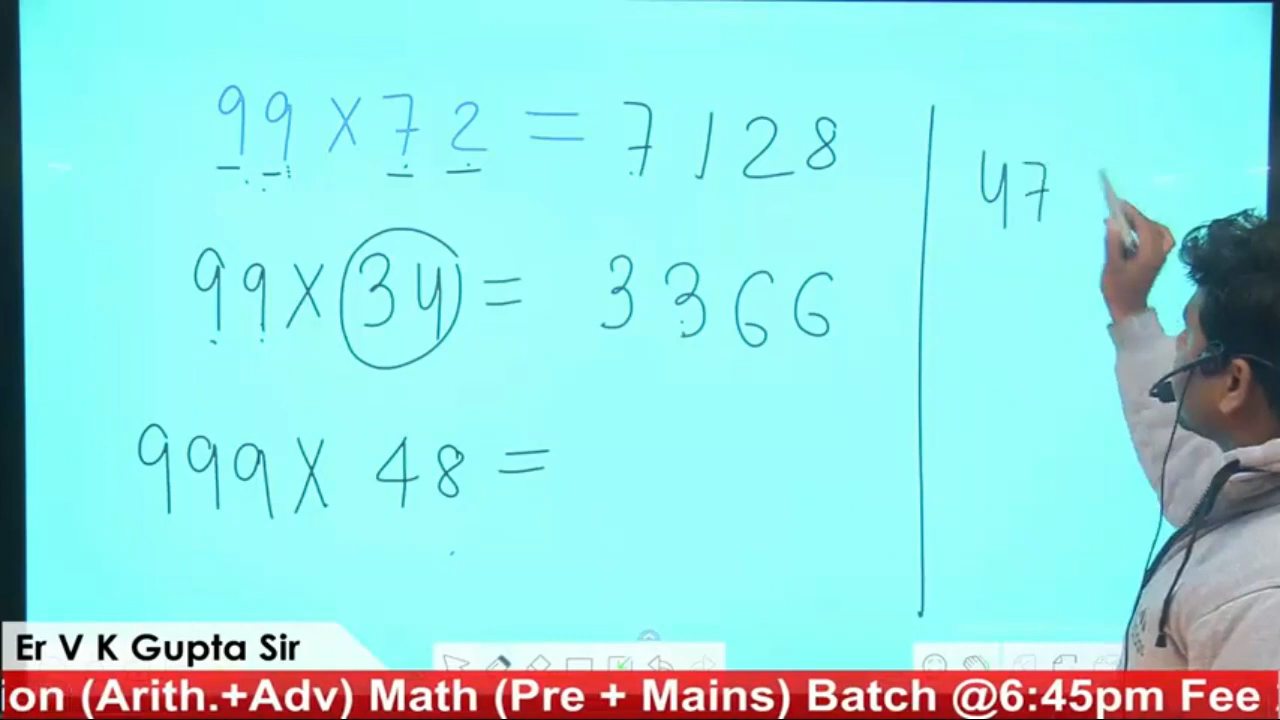 99 X 72 = 7128
99 X 34 = 3366
999 X 48 =
47
Er V K Gupta Sir
ion (Arith.+Adv) Math (Pre + Mains) Batch @6:45pm Fee